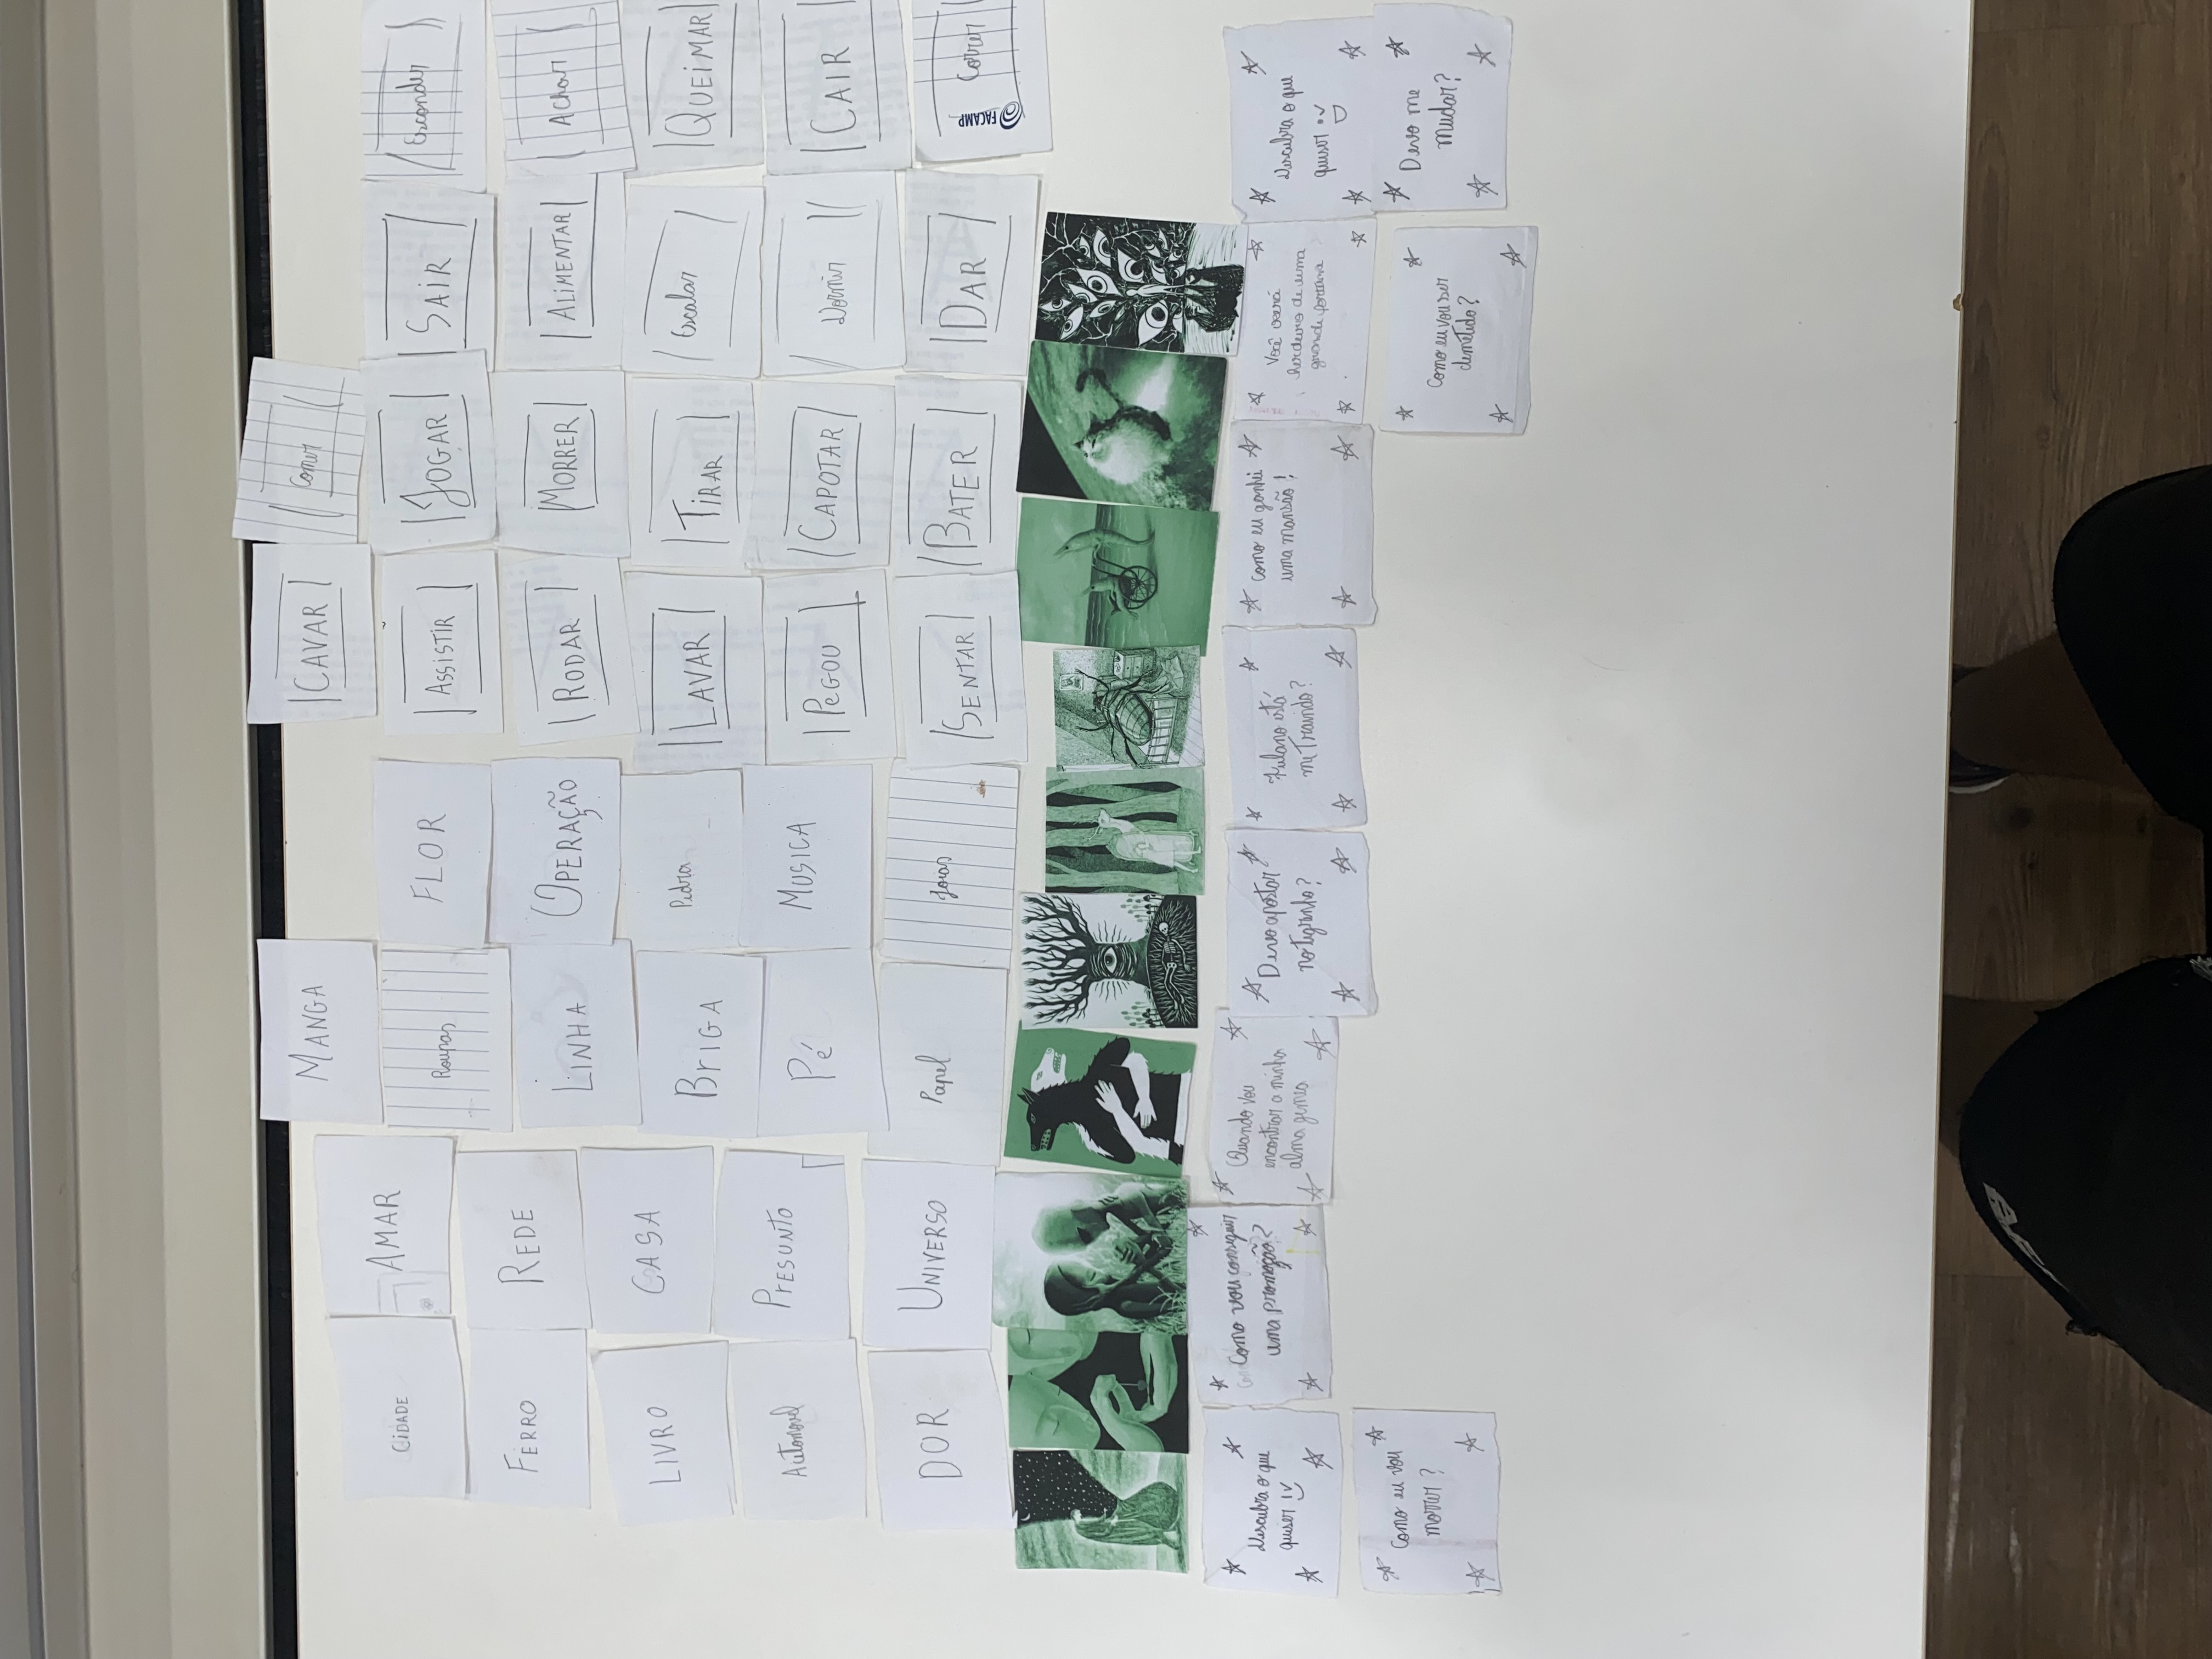 MANGA
CAVAR
Comer
CIDADE
AMAR
Roupas
FLOR
ASSISTIR
JOGAR
SAIR
Esconder
FERRO
REDE
LINHA
OPERAÇÃO
RODAR
MORRER
ALIMENTAR
Achar
LIVRO
CASA
BRIGA
Pedra
LAVAR
TIRAR
Escalar
QUEIMAR
Automovel
PRESUNTO
Pé
MUSICA
PEGOU
CAPOTAR
Dormir
CAIR
DOR
UNIVERSO
Papel
Joias
SENTAR
BATER
DAR
FACAMP
Correr
Descubra o que
quiser
Como vou conseguir
uma promoção?
Quando vou
encontrar a minha
alma gemea
Devo apostar
no tigrinho?
Fulano está
me Traindo?
como eu ganhei
uma mansão!
Você será
herdeiro de uma
grande fortuna
Descubra o que
quiser
Como eu vou
morrer?
Como eu vou ser
demetido?
Devo me
mudar?